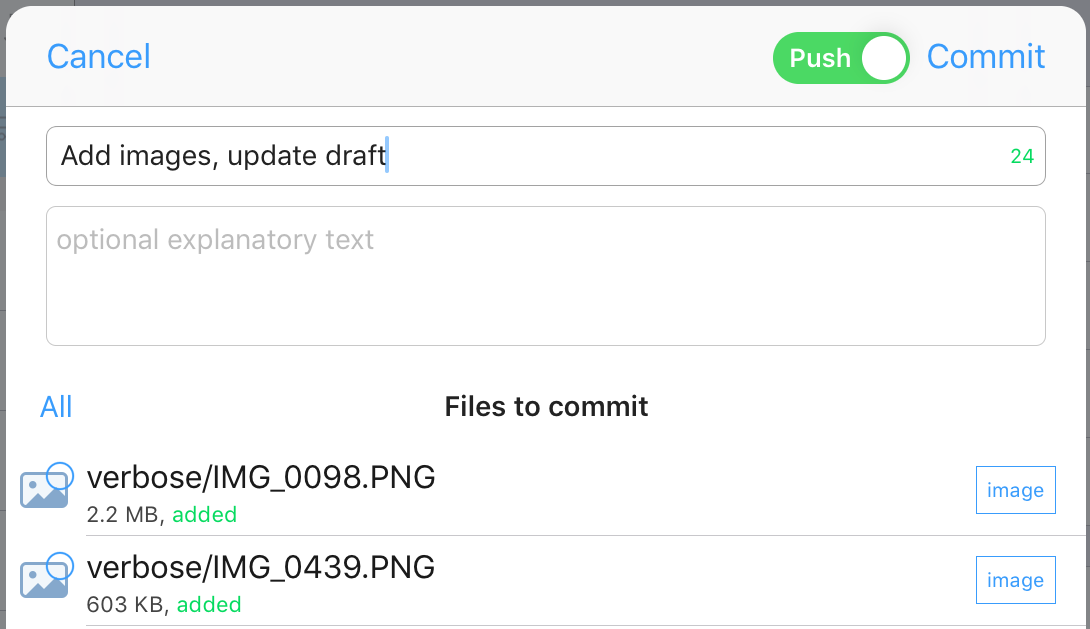 Cancel Push Commit
Add images, update draft 24
optional explanatory text
All Files to commit
verbose/IMG_0098.PNG
2.2 MB, added image
verbose/IMG_0439.PNG
603 KB, added image